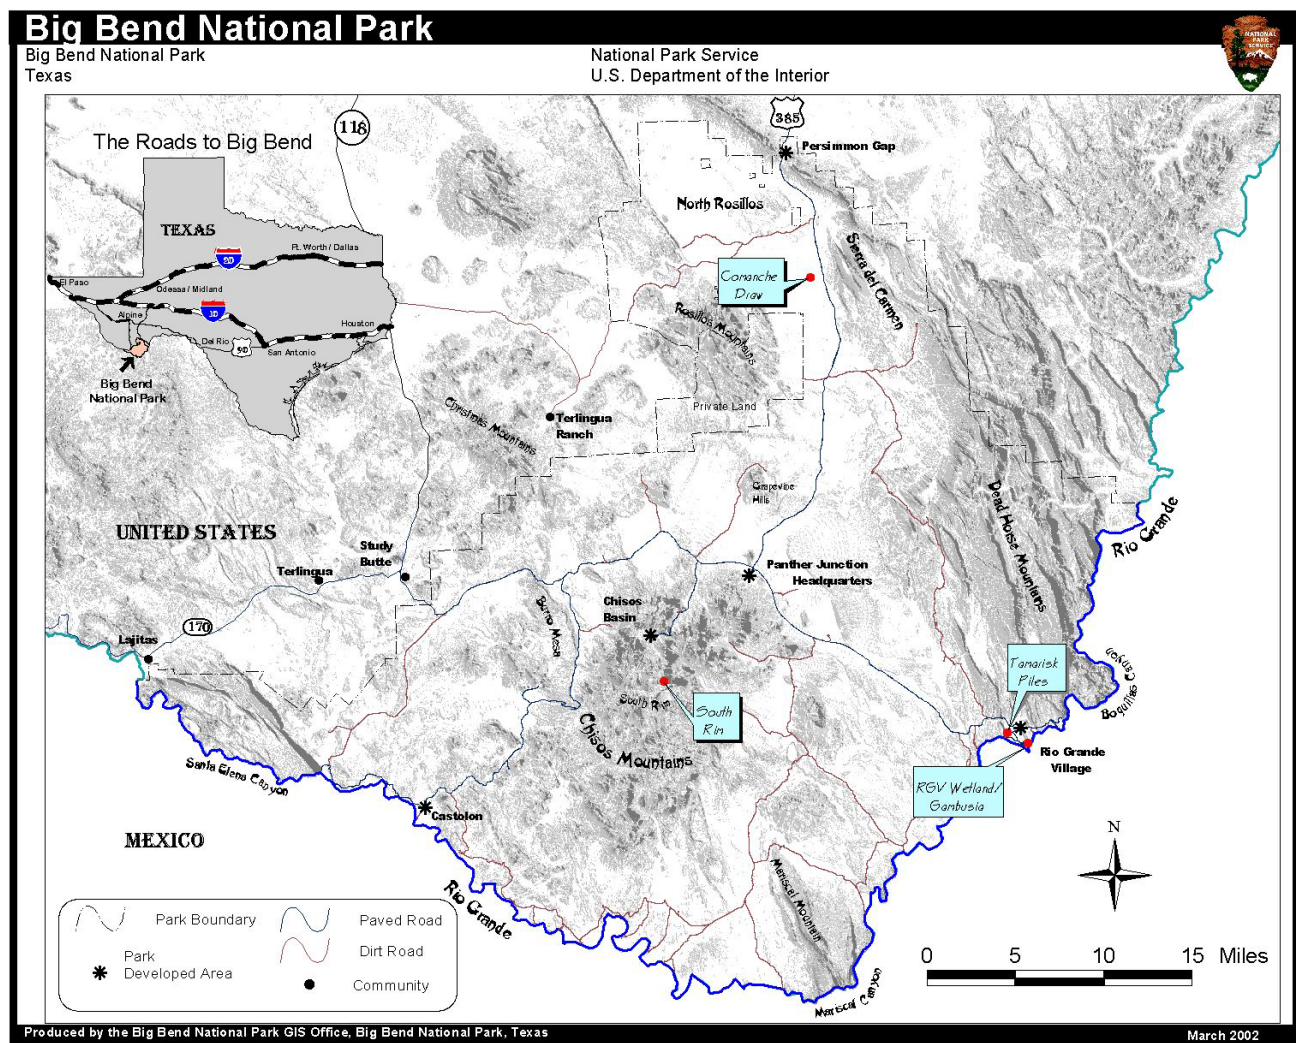 Big Bend National Park
Big Bend National Park
Texas
National Park Service
U.S. Department of the Interior
NATIONAL
PARK
SERVICE
The Roads to Big Bend
118
385
Persimmon Gap
North Rosillos
TEXAS
Ft. Worth / Dallas
El Paso
Odessa / Midland
Alpine
Houston
Del Rio
90
San Antonio
Big Bend
National Park
Comanche
Draw
Sierra del Carmen
Rosillos Mountains
Private Land
Christmas Mountains
Terlingua
Ranch
Grapevine
Hills
Dead Horse Mountains
Rio Grande
UNITED STATES
Study
Butte
Terlingua
Panther Junction
Headquarters
Chisos
Basin
Burro Mesa
170
Lajitas
Tamarisk
Piles
Boquillas Canyon
South Rim
South
Rim
Chisos Mountains
Rio Grande
Village
RGV Wetland/
Gambusia
Santa Elena Canyon
Castolon
MEXICO
N
Mariscal Mountain
Rio Grande
Mariscal Canyon
Park Boundary
Paved Road
Park
Developed Area
Dirt Road
Community
0 5 10 15 Miles
Produced by the Big Bend National Park GIS Office, Big Bend National Park, Texas
March 2002